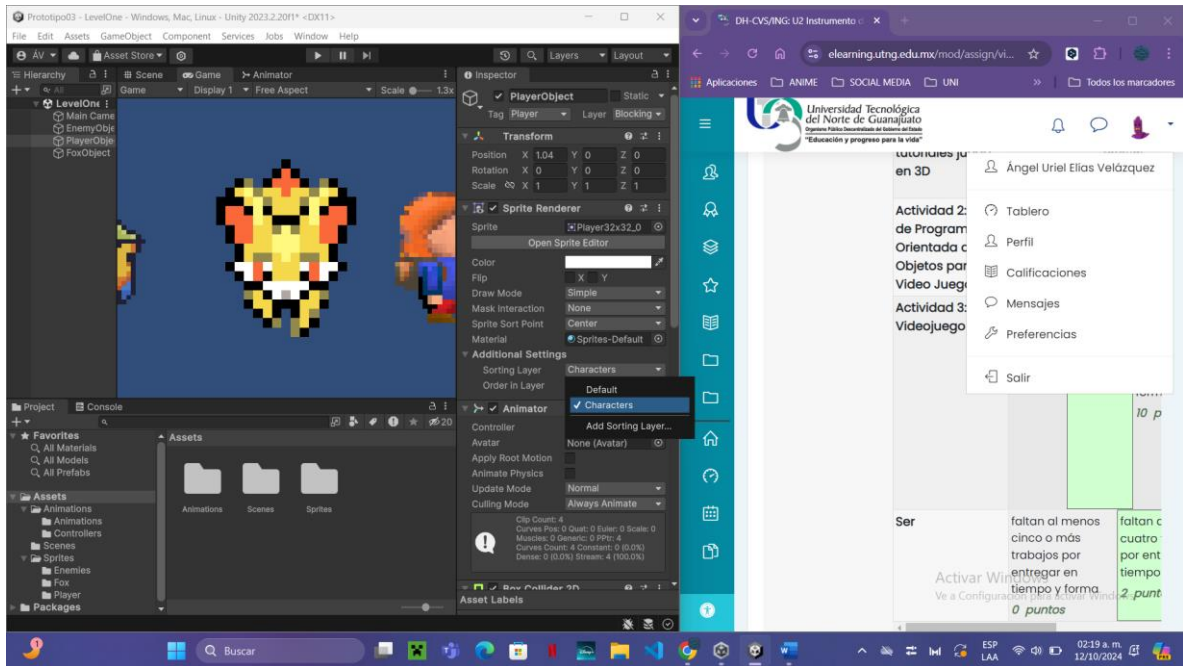 Prototipo03 - LevelOne - Windows, Mac, Linux - Unity 2023.2.20f1* <DX11>
File Edit Assets GameObject Component Services Jobs Window Help
ÁV Asset Store Layers Layout
Hierarchy
All
LevelOne
Main Came
EnemyObje
PlayerObje
FoxObject
Scene Game Animator
Game Display 1 Free Aspect Scale 1.3x
Inspector
PlayerObject Static
Tag Player Layer Blocking
Transform
Position X 1.04 Y 0 Z 0
Rotation X 0 Y 0 Z 0
Scale X 1 Y 1 Z 1
Sprite Renderer
Sprite Player32x32_0
Open Sprite Editor
Color
Flip X Y
Draw Mode Simple
Mask Interaction None
Sprite Sort Point Center
Material Sprites-Default
Additional Settings
Sorting Layer Characters
Order in Layer
Default
Characters
Add Sorting Layer...
Animator
Controller
Avatar None (Avatar)
Apply Root Motion
Animate Physics
Update Mode Normal
Culling Mode Always Animate
Clip Count: 4
Curves Pos: 0 Quat: 0 Euler: 0 Scale: 0
Muscles: 0 Generic: 0 PPtr: 4
Curves Count: 4 Constant: 0 (0.0%)
Dense: 0 (0.0%) Stream: 4 (100.0%)
Box Collider 2D
Asset Labels
Project Console
20
Favorites
All Materials
All Models
All Prefabs
Assets
Animations
Animations
Controllers
Scenes
Sprites
Enemies
Fox
Player
Packages
Assets
Animations Scenes Sprites
DH-CVS/ING: U2 Instrumento
elearning.utng.edu.mx/mod/assign/vi...
Aplicaciones ANIME SOCIAL MEDIA UNI » Todos los marcadores
Universidad Tecnológica
del Norte de Guanajuato
Organismo Público Descentralizado del Gobierno del Estado
"Educación y progreso para la vida"
tutoriales
en 3D
Actividad 2:
de Program
Orientada
Objetos par
Video Jueg
Actividad 3:
Videojuego
Ángel Uriel Elías Velázquez
Tablero
Perfil
Calificaciones
Mensajes
Preferencias
Salir
10 p
Ser
faltan al menos
cinco o más
trabajos por
entregar en
tiempo y forma
0 puntos
faltan
cuatro
por ent
tiempo
2 punt
Activar Windows
Ve a Configuración para activar Windows.
Buscar
ESP
LAA
02:19 a. m.
12/10/2024